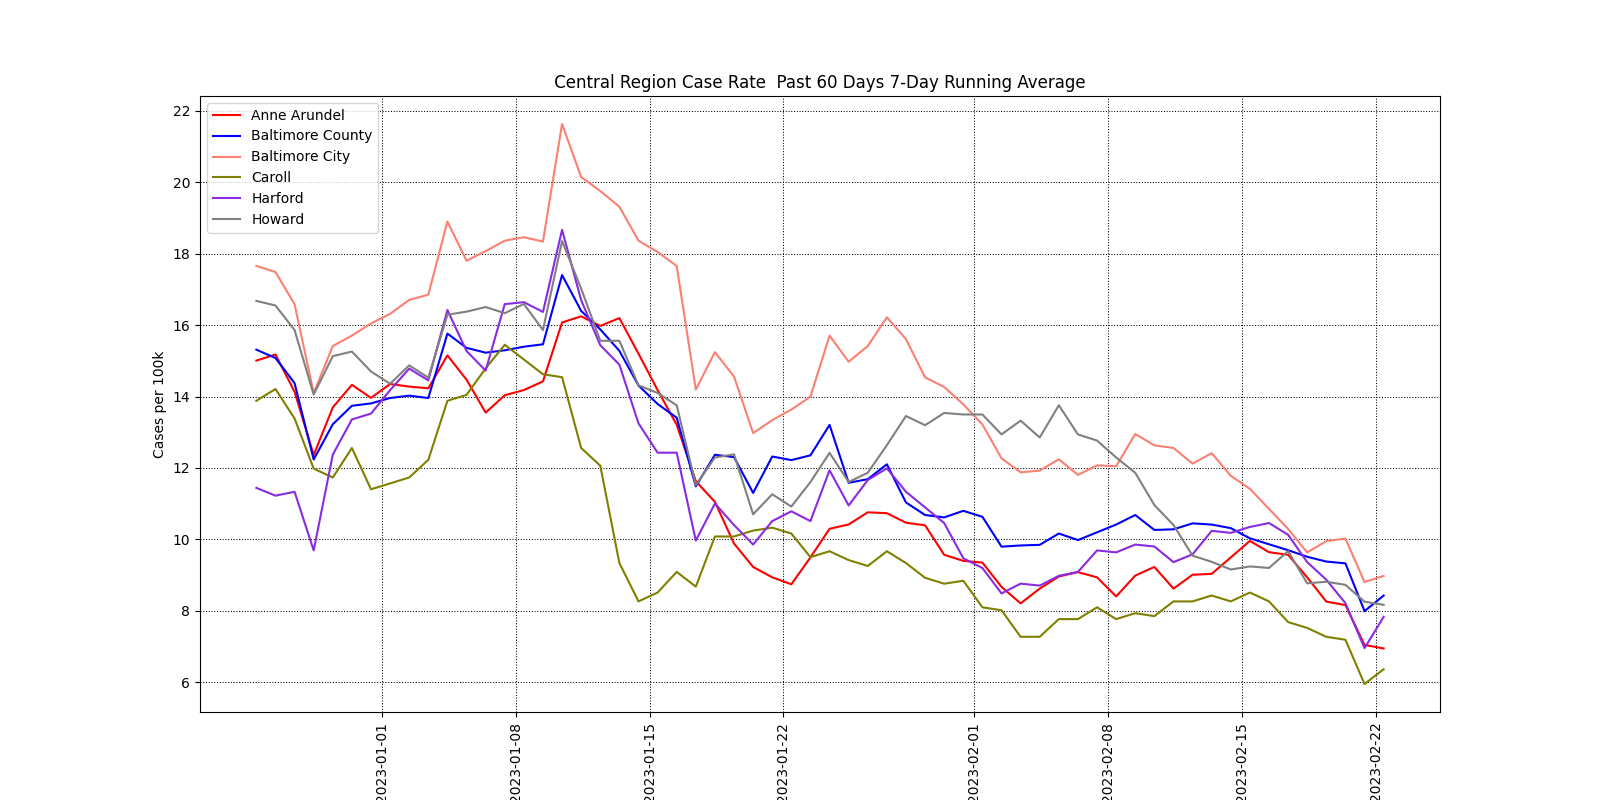 Central Region Case Rate  Past 60 Days 7-Day Running Average
Anne Arundel
Baltimore County
Baltimore City
Caroll
Harford
Howard
Cases per 100k
22
20
18
16
14
12
10
8
6
2023-01-01
2023-01-08
2023-01-15
2023-01-22
2023-02-01
2023-02-08
2023-02-15
2023-02-22